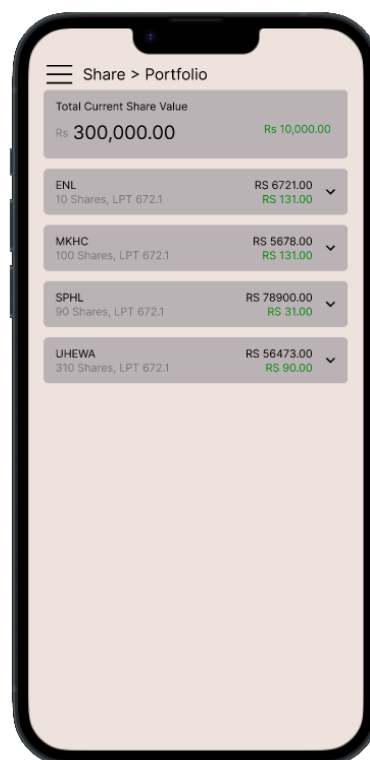 Share > Portfolio
Total Current Share Value
Rs 300,000.00 Rs 10,000.00
ENL RS 6721.00
10 Shares, LPT 672.1 RS 131.00
MKHC RS 5678.00
100 Shares, LPT 672.1 RS 131.00
SPHL RS 78900.00
90 Shares, LPT 672.1 RS 31.00
UHEWA RS 56473.00
310 Shares, LPT 672.1 RS 90.00